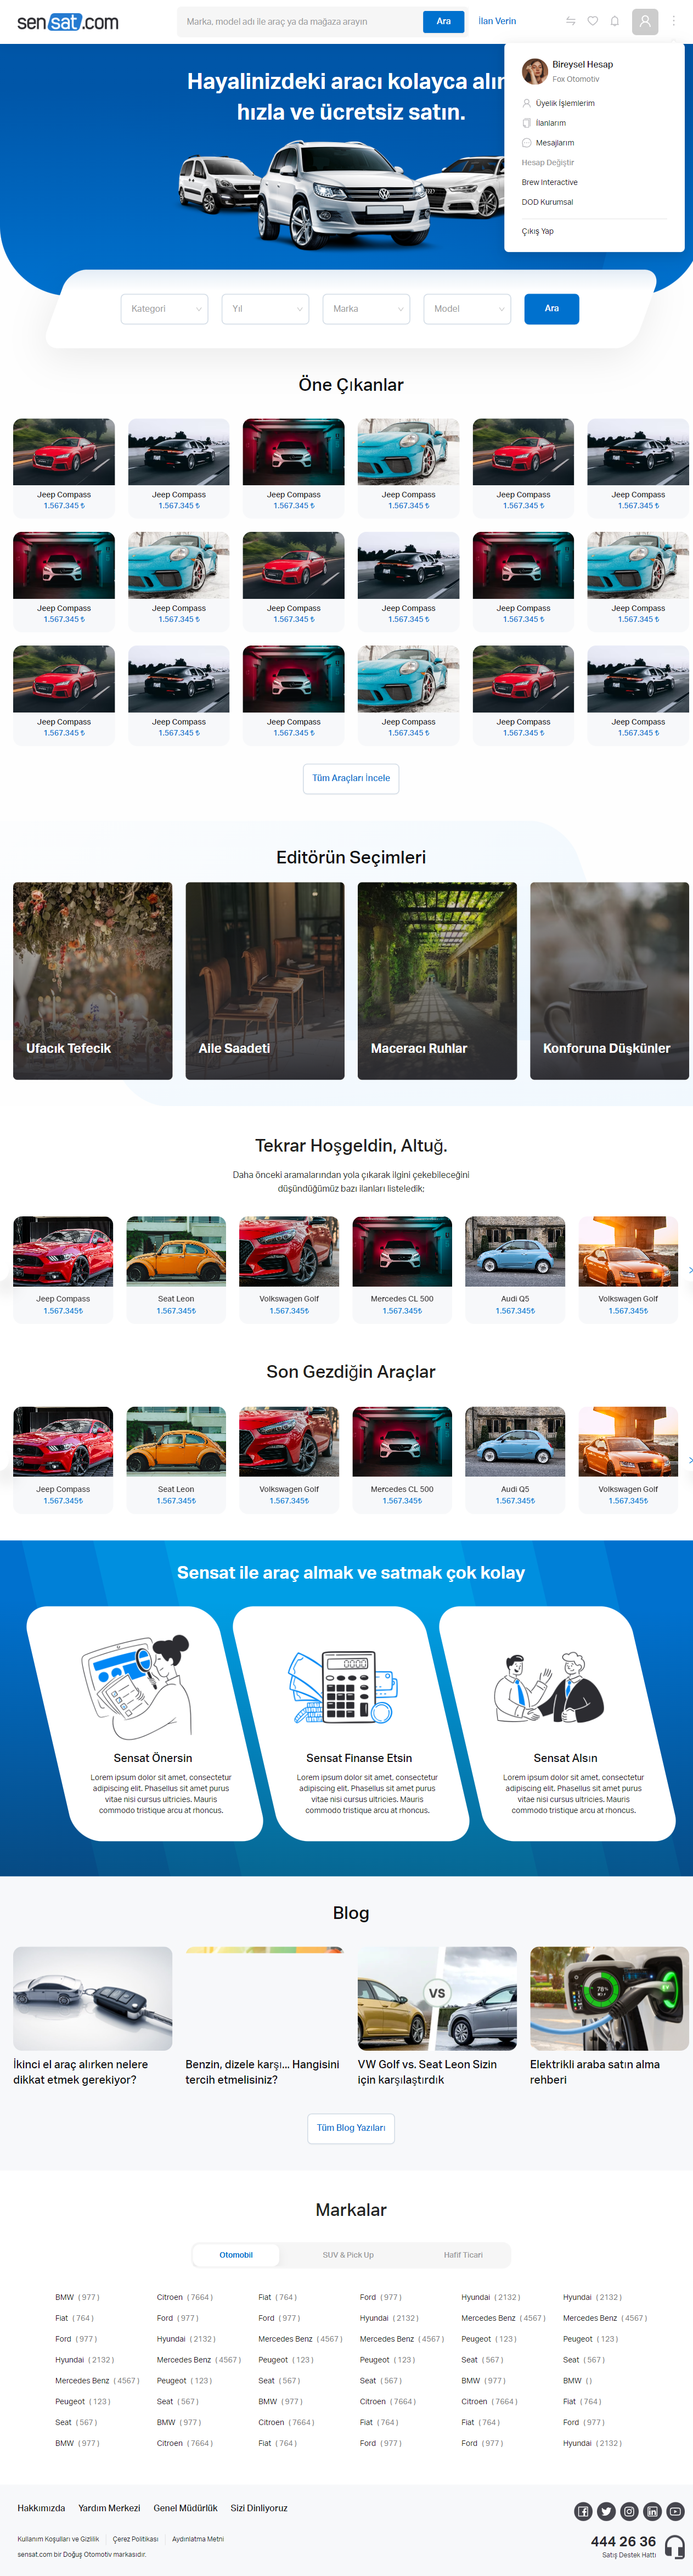 sensat.com
Marka, model adı ile araç ya da mağaza arayın
Ara
İlan Verin
Bireysel Hesap
Fox Otomotiv
Üyelik İşlemlerim
İlanlarım
Mesajlarım
Hesap Değiştir
Brew Interactive
DOD Kurumsal
Çıkış Yap
Hayalinizdeki aracı kolayca alın
hızla ve ücretsiz satın.
Kategori
Yıl
Marka
Model
Ara
Öne Çıkanlar
Jeep Compass Jeep Compass Jeep Compass Jeep Compass Jeep Compass Jeep Compass
1.567.345 ₺ 1.567.345 ₺ 1.567.345 ₺ 1.567.345 ₺ 1.567.345 ₺ 1.567.345 ₺
Jeep Compass Jeep Compass Jeep Compass Jeep Compass Jeep Compass Jeep Compass
1.567.345 ₺ 1.567.345 ₺ 1.567.345 ₺ 1.567.345 ₺ 1.567.345 ₺ 1.567.345 ₺
Jeep Compass Jeep Compass Jeep Compass Jeep Compass Jeep Compass Jeep Compass
1.567.345 ₺ 1.567.345 ₺ 1.567.345 ₺ 1.567.345 ₺ 1.567.345 ₺ 1.567.345 ₺
Tüm Araçları İncele
Editörün Seçimleri
Ufacık Tefecik
Aile Saadeti
Maceracı Ruhlar
Konforuna Düşkünler
Tekrar Hoşgeldin, Altuğ.
Daha önceki aramalarından yola çıkarak ilgini çekebileceğini
düşündüğümüz bazı ilanları listeledik;
Jeep Compass Seat Leon Volkswagen Golf Mercedes CL 500 Audi Q5 Volkswagen Golf
1.567.345₺ 1.567.345₺ 1.567.345₺ 1.567.345₺ 1.567.345₺ 1.567.345₺
Son Gezdiğin Araçlar
Jeep Compass Seat Leon Volkswagen Golf Mercedes CL 500 Audi Q5 Volkswagen Golf
1.567.345₺ 1.567.345₺ 1.567.345₺ 1.567.345₺ 1.567.345₺ 1.567.345₺
Sensat ile araç almak ve satmak çok kolay
Sensat Önersin
Lorem ipsum dolor sit amet, consectetur
adipiscing elit. Phasellus sit amet purus
vitae nisi cursus ultricies. Mauris
commodo tristique arcu at rhoncus.
Sensat Finanse Etsin
Lorem ipsum dolor sit amet, consectetur
adipiscing elit. Phasellus sit amet purus
vitae nisi cursus ultricies. Mauris
commodo tristique arcu at rhoncus.
Sensat Alsın
Lorem ipsum dolor sit amet, consectetur
adipiscing elit. Phasellus sit amet purus
vitae nisi cursus ultricies. Mauris
commodo tristique arcu at rhoncus.
Blog
VS
78%
İkinci el araç alırken nelere
dikkat etmek gerekiyor?
Benzin, dizele karşı... Hangisini
tercih etmelisiniz?
VW Golf vs. Seat Leon Sizin
için karşılaştırdık
Elektrikli araba satın alma
rehberi
Tüm Blog Yazıları
Markalar
Otomobil
SUV & Pick Up
Hafif Ticari
BMW ( 977 ) Citroen ( 7664 ) Fiat ( 764 ) Ford ( 977 ) Hyundai ( 2132 ) Hyundai ( 2132 )
Fiat ( 764 ) Ford ( 977 ) Ford ( 977 ) Hyundai ( 2132 ) Mercedes Benz ( 4567 ) Mercedes Benz ( 4567 )
Ford ( 977 ) Hyundai ( 2132 ) Mercedes Benz ( 4567 ) Mercedes Benz ( 4567 ) Peugeot ( 123 ) Peugeot ( 123 )
Hyundai ( 2132 ) Mercedes Benz ( 4567 ) Peugeot ( 123 ) Peugeot ( 123 ) Seat ( 567 ) Seat ( 567 )
Mercedes Benz ( 4567 ) Peugeot ( 123 ) Seat ( 567 ) Seat ( 567 ) BMW ( 977 ) BMW ( )
Peugeot ( 123 ) Seat ( 567 ) BMW ( 977 ) Citroen ( 7664 ) Citroen ( 7664 ) Fiat ( 764 )
Seat ( 567 ) BMW ( 977 ) Citroen ( 7664 ) Fiat ( 764 ) Fiat ( 764 ) Ford ( 977 )
BMW ( 977 ) Citroen ( 7664 ) Fiat ( 764 ) Ford ( 977 ) Ford ( 977 ) Hyundai ( 2132 )
Hakkımızda Yardım Merkezi Genel Müdürlük Sizi Dinliyoruz
Kullanım Koşulları ve Gizlilik Çerez Politikası Aydınlatma Metni
sensat.com bir Doğuş Otomotiv markasıdır.
444 26 36
Satış Destek Hattı